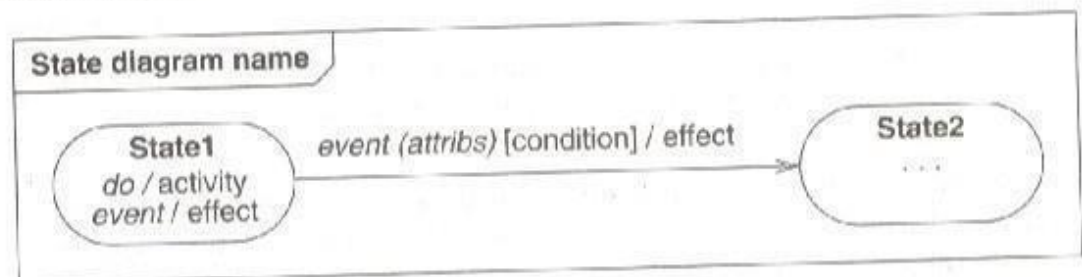 State diagram name
State1
do / activity
event / effect
event (attribs) [condition] / effect
State2
. . .